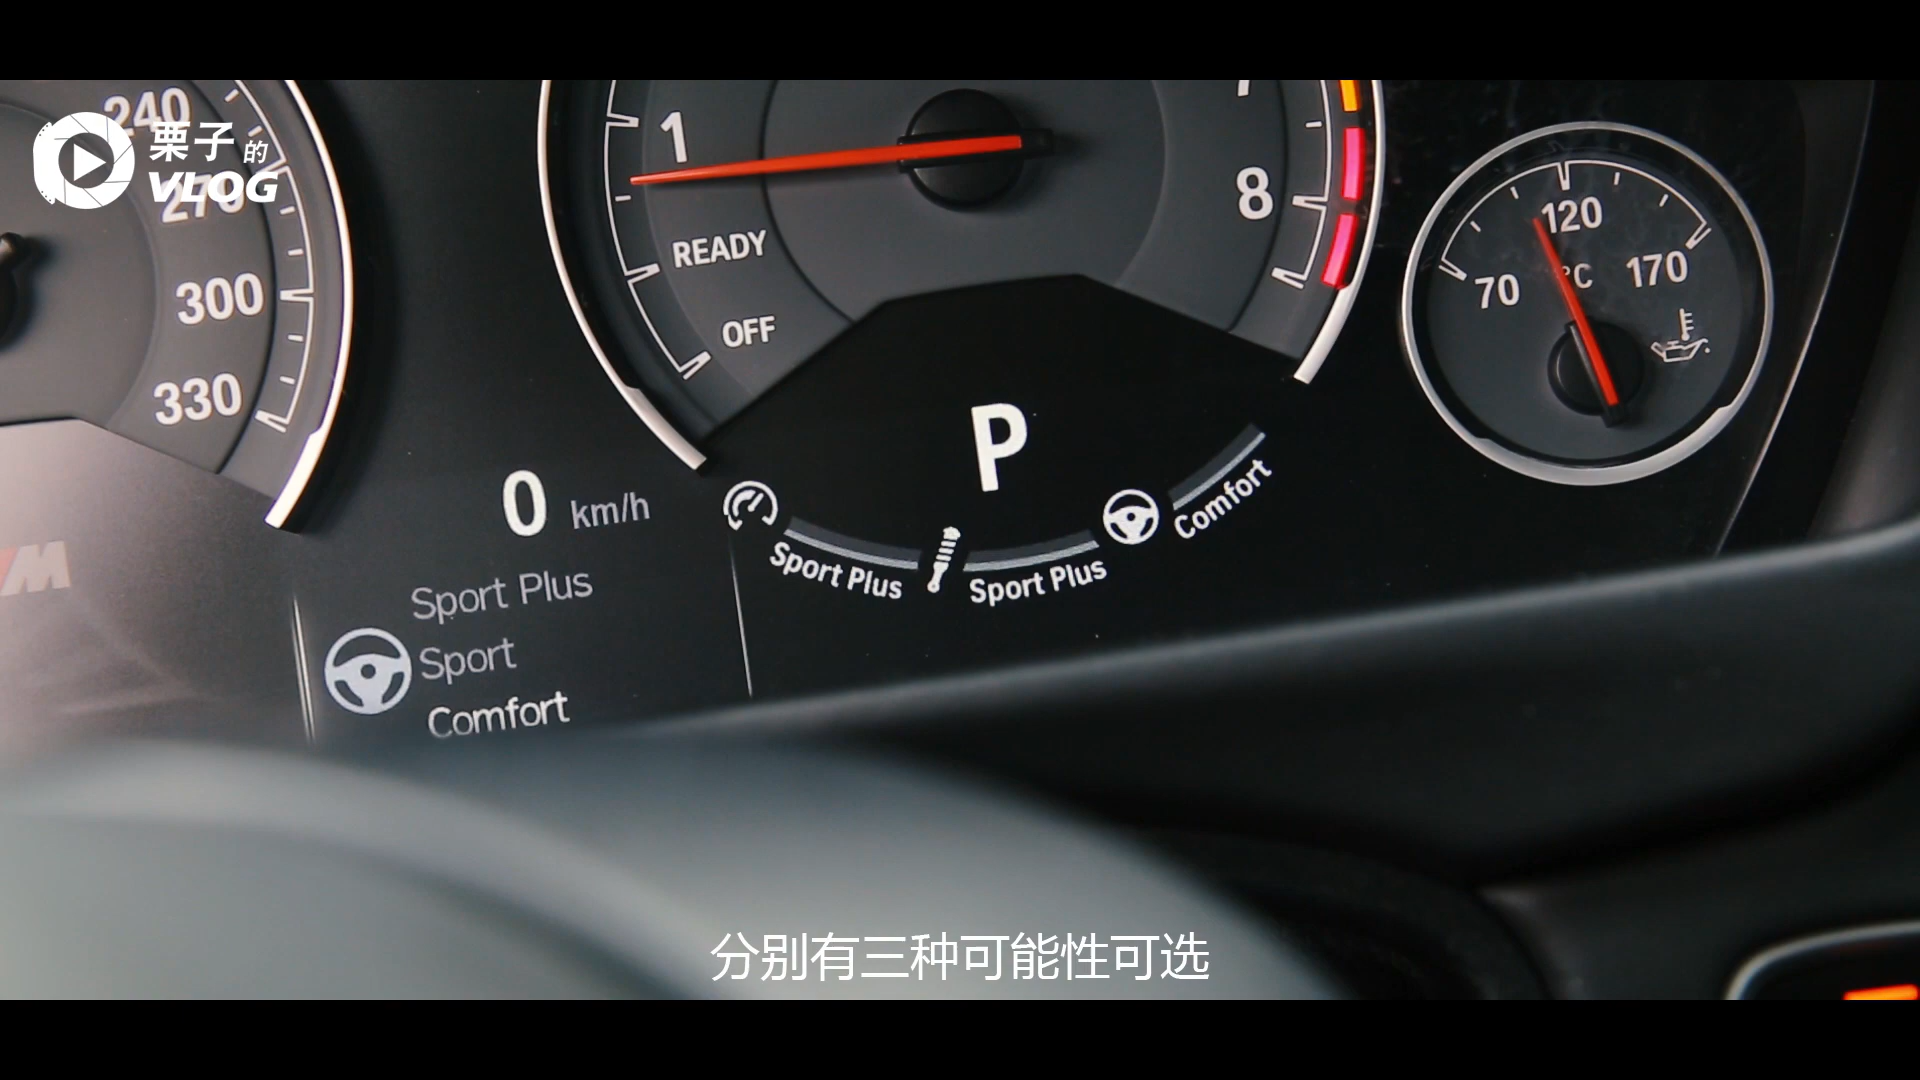 栗子的
VLOG
240
270
300
330
1
7
8
READY
OFF
70
120
170
°C
P
0 km/h
Sport Plus
Sport Plus
Comfort
Sport Plus
Sport
Comfort
M
分别有三种可能性可选